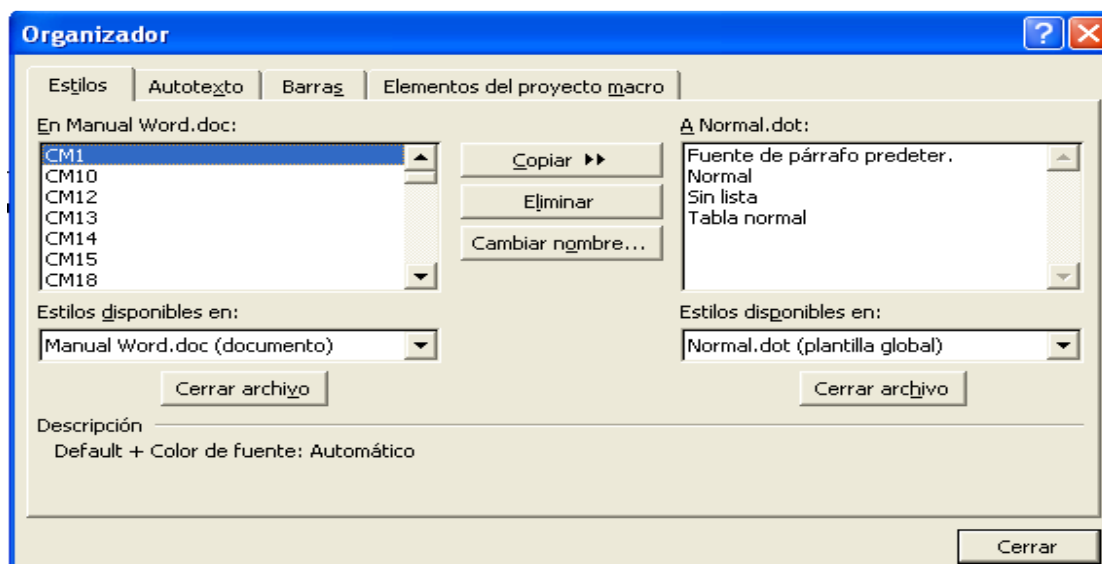 Organizador
Estilos Autotexto Barras Elementos del proyecto macro
En Manual Word.doc:
CM1
CM10
CM12
CM13
CM14
CM15
CM18
Copiar
Eliminar
Cambiar nombre...
A Normal.dot:
Fuente de párrafo predeter.
Normal
Sin lista
Tabla normal
Estilos disponibles en:
Manual Word.doc (documento)
Cerrar archivo
Estilos disponibles en:
Normal.dot (plantilla global)
Cerrar archivo
Descripción
Default + Color de fuente: Automático
Cerrar